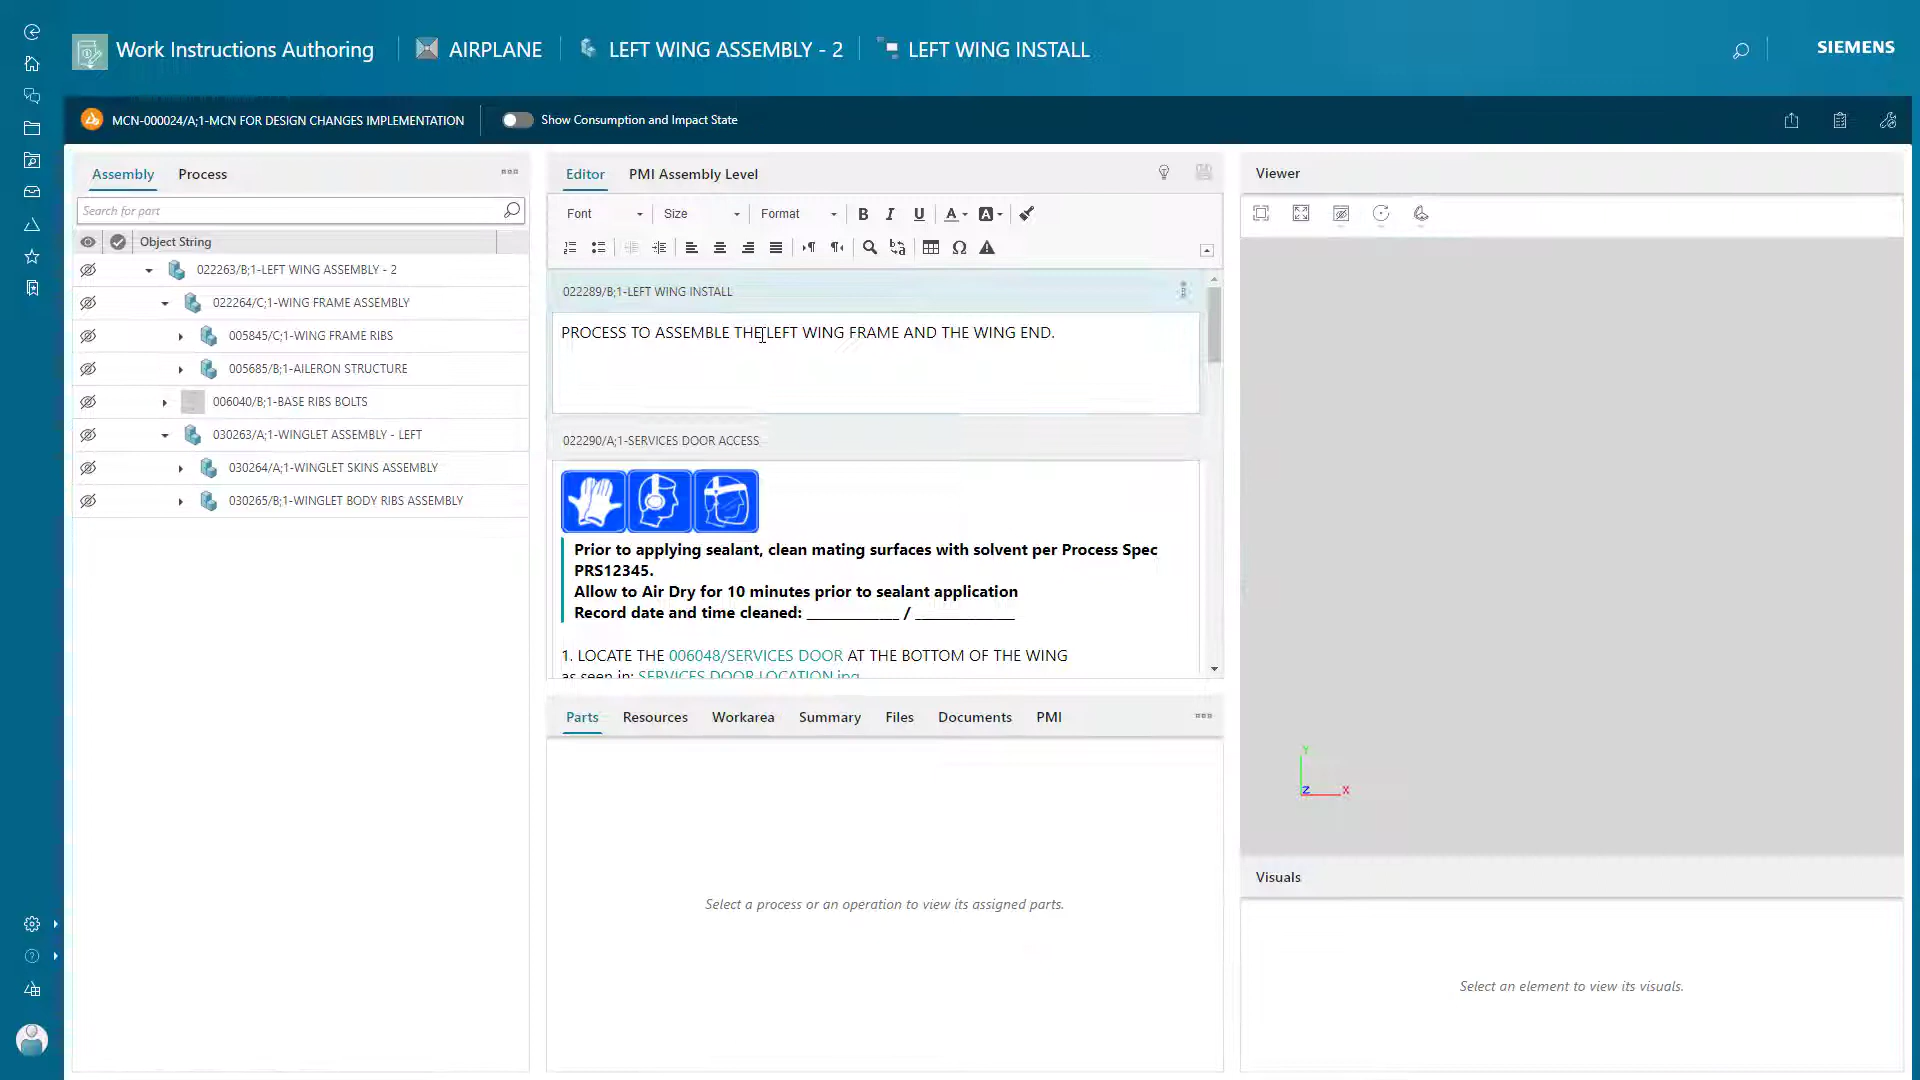 Work Instructions Authoring
AIRPLANE
LEFT WING ASSEMBLY - 2
LEFT WING INSTALL
SIEMENS
MCN-000024/A;1-MCN FOR DESIGN CHANGES IMPLEMENTATION
Show Consumption and Impact State
Assembly
Process
Search for part
Object String
022263/B;1-LEFT WING ASSEMBLY - 2
022264/C;1-WING FRAME ASSEMBLY
005845/C;1-WING FRAME RIBS
005685/B;1-AILERON STRUCTURE
006040/B;1-BASE RIBS BOLTS
030263/A;1-WINGLET ASSEMBLY - LEFT
030264/A;1-WINGLET SKINS ASSEMBLY
030265/B;1-WINGLET BODY RIBS ASSEMBLY
Editor
PMI Assembly Level
Font
Size
Format
B I U A A
022289/B;1-LEFT WING INSTALL
PROCESS TO ASSEMBLE THE LEFT WING FRAME AND THE WING END.
022290/A;1-SERVICES DOOR ACCESS
Prior to applying sealant, clean mating surfaces with solvent per Process Spec
PRS12345.
Allow to Air Dry for 10 minutes prior to sealant application
Record date and time cleaned: ____________ / _____________
1. LOCATE THE 006048/SERVICES DOOR AT THE BOTTOM OF THE WING
as seen in: SERVICES DOOR LOCATION.jpg
Parts
Resources
Workarea
Summary
Files
Documents
PMI
Select a process or an operation to view its assigned parts.
Viewer
Y
Z
X
Visuals
Select an element to view its visuals.